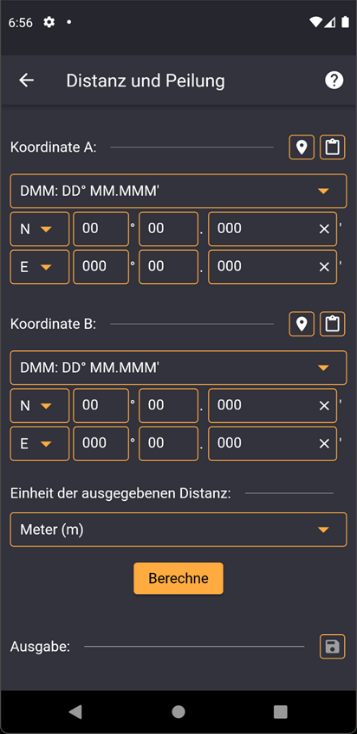 6:56
Distanz und Peilung
Koordinate A:
DMM: DD° MM.MMM'
N 00 ° 00 . 000 '
E 000 ° 00 . 000 '
Koordinate B:
DMM: DD° MM.MMM'
N 00 ° 00 . 000 '
E 000 ° 00 . 000 '
Einheit der ausgegebenen Distanz:
Meter (m)
Berechne
Ausgabe: